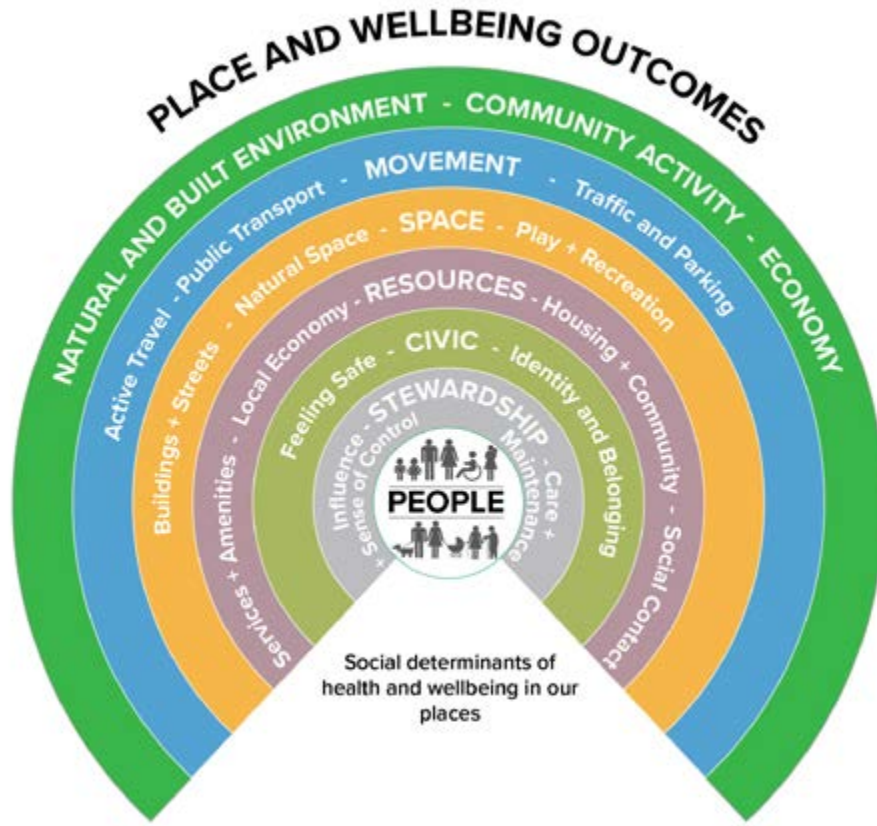 PLACE AND WELLBEING OUTCOMES
NATURAL AND BUILT ENVIRONMENT - COMMUNITY ACTIVITY - ECONOMY
Active Travel - Public Transport - MOVEMENT - Traffic and Parking
Buildings + Streets - Natural Space - SPACE - Play + Recreation
Services + Amenities - Local Economy - RESOURCES - Housing + Community - Social Contact
Feeling Safe - CIVIC - Identity and Belonging
Influence + Sense of Control - STEWARDSHIP - Care + Maintenance
PEOPLE
Social determinants of
health and wellbeing in our
places